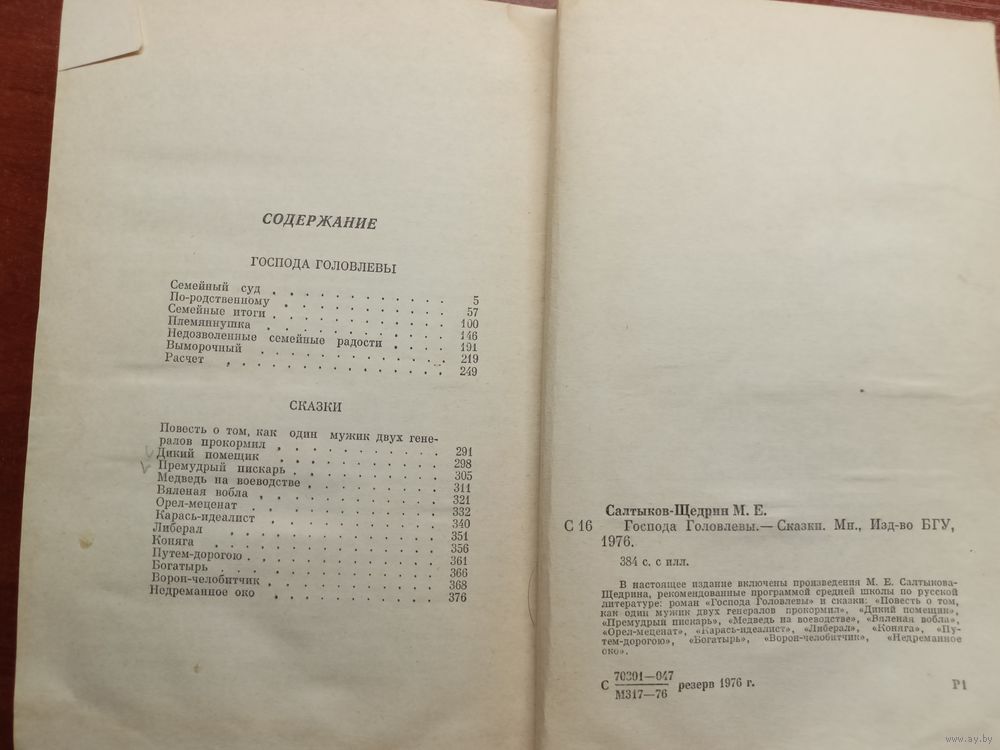 СОДЕРЖАНИЕ
ГОСПОДА ГОЛОВЛЕВЫ
Семейный суд . . . . . . . . . . 5
По-родственному . . . . . . . . . . 57
Семейные итоги . . . . . . . . . . 100
Племяннушка . . . . . . . . . . 146
Недозволенные семейные радости . . . . 191
Выморочный . . . . . . . . . . 219
Расчет . . . . . . . . . . 249
СКАЗКИ
Повесть о том, как один мужик двух гене-
ралов прокормил . . . . . . . . . . 291
Дикий помещик . . . . . . . . . . 298
Премудрый пискарь . . . . . . . . . . 305
Медведь на воеводстве . . . . . . . . 311
Вяленая вобла . . . . . . . . . . 321
Орел-меценат . . . . . . . . . . 332
Карась-идеалист . . . . . . . . . . 340
Либерал . . . . . . . . . . 351
Коняга . . . . . . . . . . 356
Путем-дорогою . . . . . . . . . . 361
Богатырь . . . . . . . . . . 366
Ворон-челобитчик . . . . . . . . . . 368
Недреманное око . . . . . . . . . . 376
Салтыков-Щедрин М. Е.
С 16 Господа Головлевы.— Сказки. Мн., Изд-во БГУ,
1976.
384 с. с илл.
В настоящее издание включены произведения М. Е. Салтыкова-
Щедрина, рекомендованные программой средней школы по русской
литературе: роман «Господа Головлевы» и сказки: «Повесть о том,
как один мужик двух генералов прокормил», «Дикий помещик»,
«Премудрый пискарь», «Медведь на воеводстве», «Вяленая вобла»,
«Орел-меценат», «Карась-идеалист», «Либерал», «Коняга», «Пу-
тем-дорогою», «Богатырь», «Ворон-челобитчик», «Недреманное
око».
70301—047
С резерв 1976 г. Р1
М317—76
www.ay.by